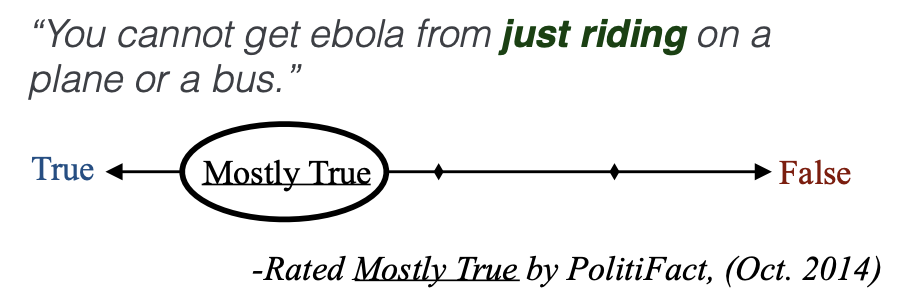 “You cannot get ebola from just riding on a
plane or a bus.”
True Mostly True False
-Rated Mostly True by PolitiFact, (Oct. 2014)